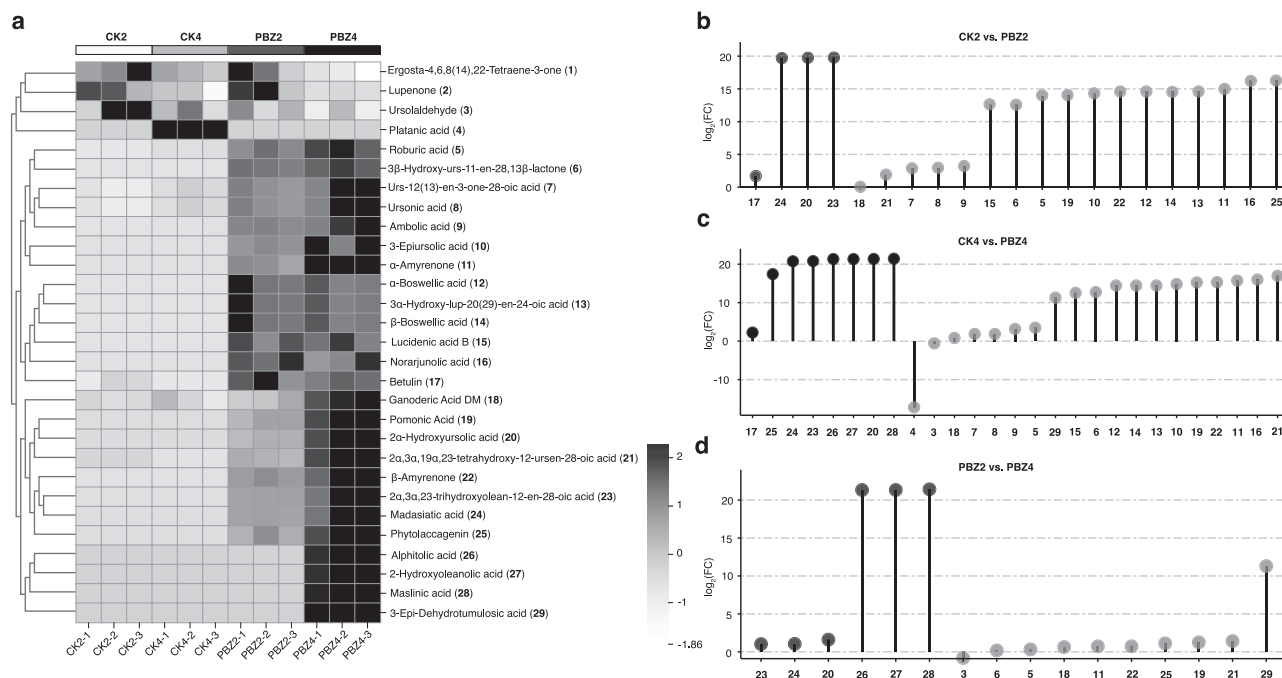 a
CK2 CK4 PBZ2 PBZ4
Ergosta-4,6,8(14),22-Tetraene-3-one (1)
Lupenone (2)
Ursolaldehyde (3)
Platanic acid (4)
Roburic acid (5)
3β-Hydroxy-urs-11-en-28,13β-lactone (6)
Urs-12(13)-en-3-one-28-oic acid (7)
Ursonic acid (8)
Ambolic acid (9)
3-Epiursolic acid (10)
α-Amyrenone (11)
α-Boswellic acid (12)
3α-Hydroxy-lup-20(29)-en-24-oic acid (13)
β-Boswellic acid (14)
Lucidenic acid B (15)
Norarjunolic acid (16)
Betulin (17)
Ganoderic Acid DM (18)
Pomonic Acid (19)
2α-Hydroxyursolic acid (20)
2α,3α,19α,23-tetrahydroxy-12-ursen-28-oic acid (21)
β-Amyrenone (22)
2α,3α,23-trihydroxyolean-12-en-28-oic acid (23)
Madasiatic acid (24)
Phytolaccagenin (25)
Alphitolic acid (26)
2-Hydroxyoleanolic acid (27)
Maslinic acid (28)
3-Epi-Dehydrotumulosic acid (29)
CK2-1 CK2-2 CK2-3 CK4-1 CK4-2 CK4-3 PBZ2-1 PBZ2-2 PBZ2-3 PBZ4-1 PBZ4-2 PBZ4-3
2
1
0
-1
-1.86
b
CK2 vs. PBZ2
log2(FC)
20
15
10
5
0
17 24 20 23 18 21 7 8 9 15 6 5 19 10 22 12 14 13 11 16 25
c
CK4 vs. PBZ4
log2(FC)
20
10
0
-10
17 25 24 23 26 27 20 28 4 3 18 7 8 9 5 29 15 6 12 14 13 10 19 22 11 16 21
d
PBZ2 vs. PBZ4
log2(FC)
20
15
10
5
0
23 24 20 26 27 28 3 6 5 18 11 22 25 19 21 29